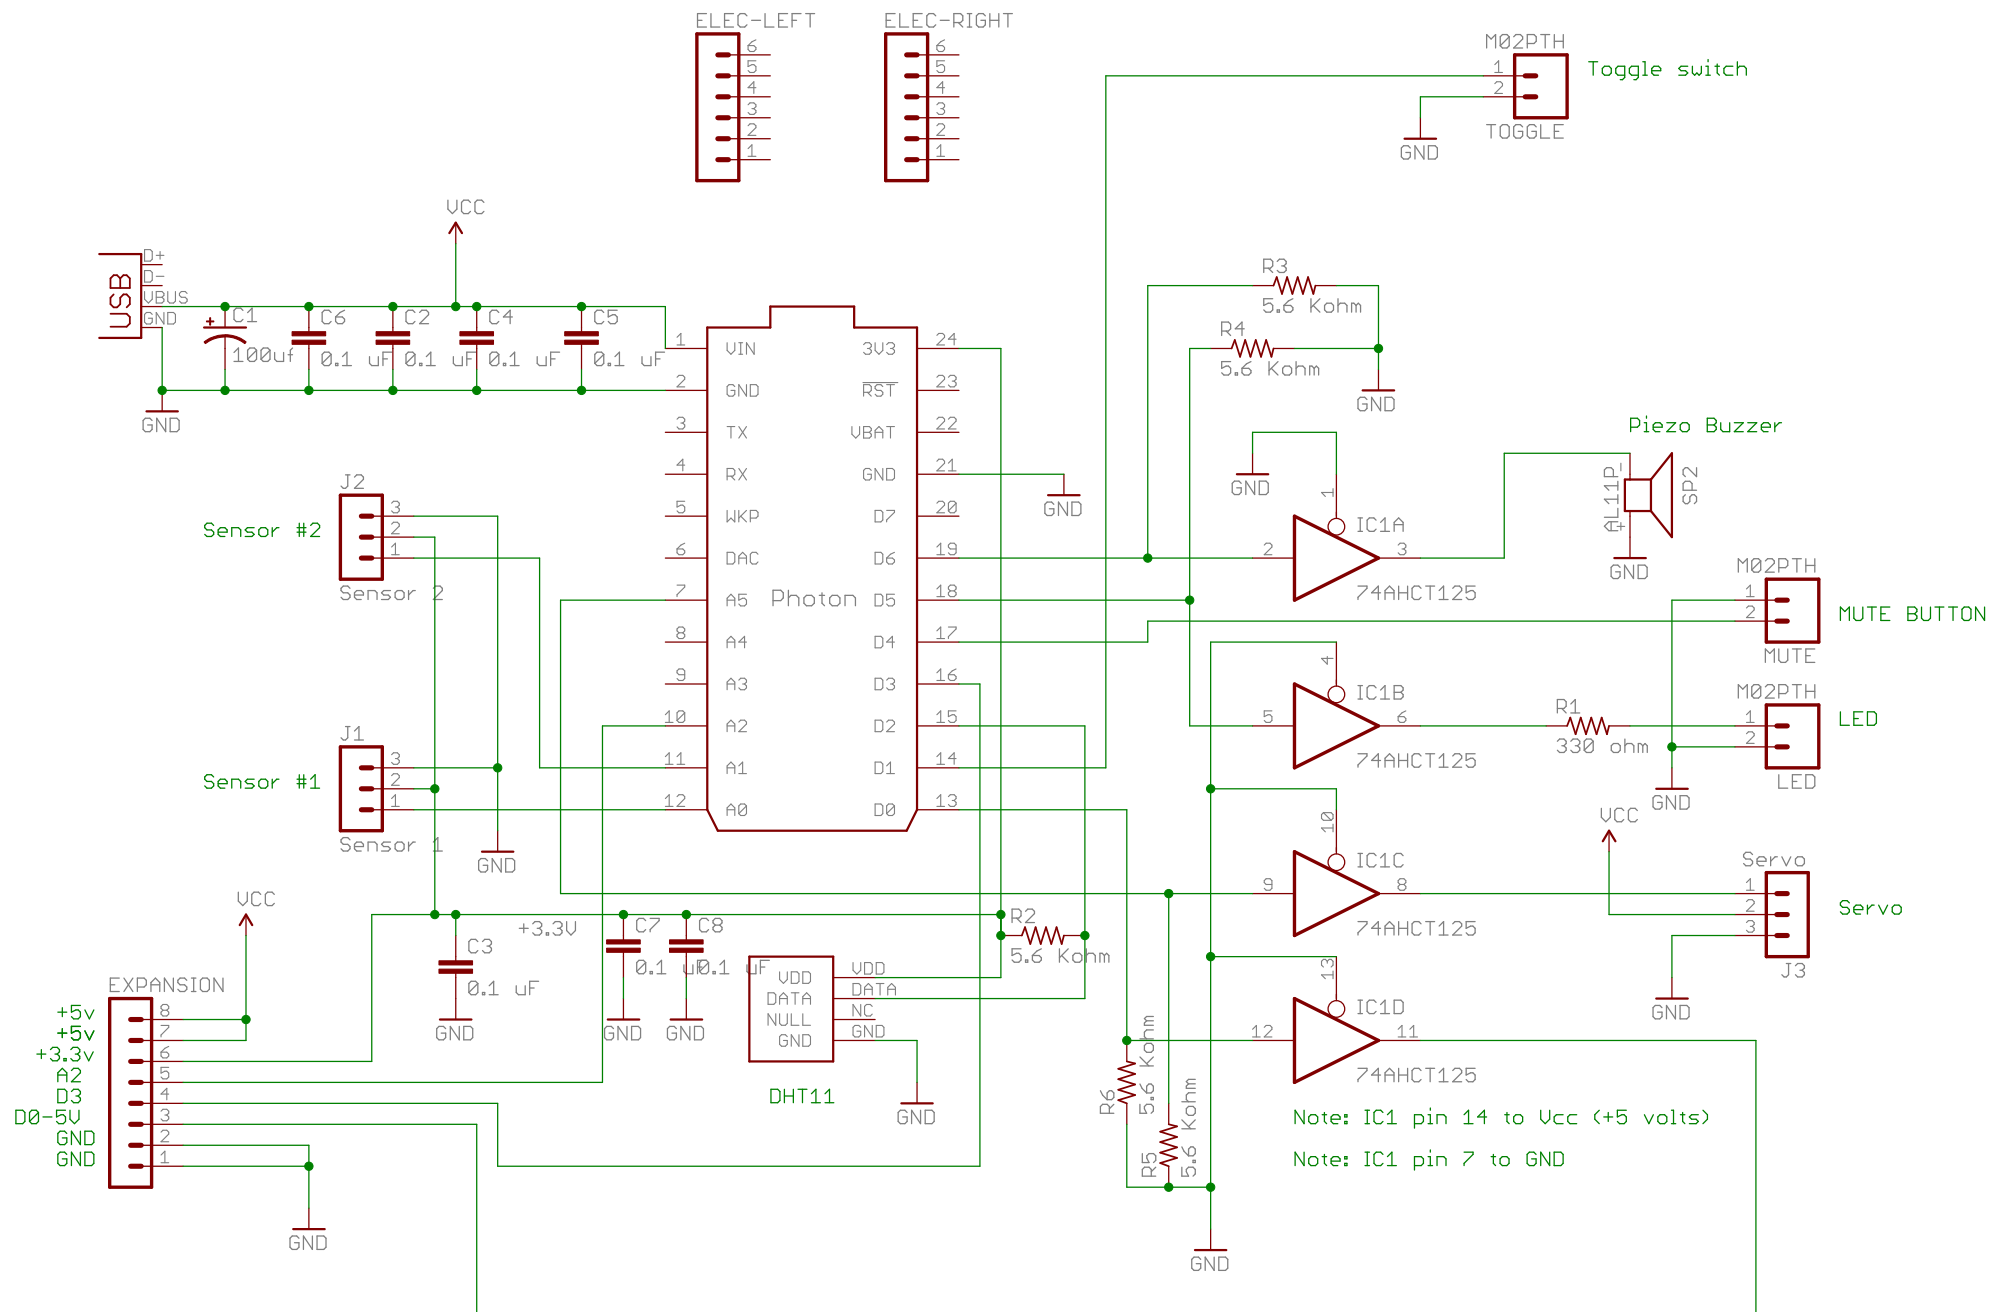 ELEC-LEFT
6
5
4
3
2
1
ELEC-RIGHT
6
5
4
3
2
1
M02PTH
1
2
TOGGLE
Toggle switch
GND
VCC
USB
D+
D-
VBUS
GND
C1
100uf
C6
0.1 uF
C2
0.1 uF
C4
0.1 uF
C5
0.1 uF
GND
R3
5.6 Kohm
R4
5.6 Kohm
GND
1 VIN
2 GND
3 TX
4 RX
5 WKP
6 DAC
7 A5
8 A4
9 A3
10 A2
11 A1
12 A0
Photon
3V3 24
RST 23
VBAT 22
GND 21
D7 20
D6 19
D5 18
D4 17
D3 16
D2 15
D1 14
D0 13
GND
J2
3
2
1
Sensor 2
Sensor #2
J1
3
2
1
Sensor 1
Sensor #1
GND
GND
1
IC1A
2
3
74AHCT125
Piezo Buzzer
AL11P
-
+
SP2
GND
M02PTH
1
2
MUTE
MUTE BUTTON
4
IC1B
5
6
74AHCT125
R1
330 ohm
M02PTH
1
2
LED
LED
GND
10
IC1C
9
8
74AHCT125
VCC
Servo
1
2
3
J3
Servo
GND
13
IC1D
12
11
74AHCT125
Note: IC1 pin 14 to Vcc (+5 volts)
Note: IC1 pin 7 to GND
R6
5.6 Kohm
R5
5.6 Kohm
GND
+3.3V
C3
0.1 uF
GND
C7
0.1 uF
GND
C8
0.1 uF
GND
R2
5.6 Kohm
VDD VDD
DATA DATA
NULL NC
GND GND
DHT11
GND
VCC
EXPANSION
+5v 8
+5v 7
+3.3v 6
A2 5
D3 4
D0-5V 3
GND 2
GND 1
GND